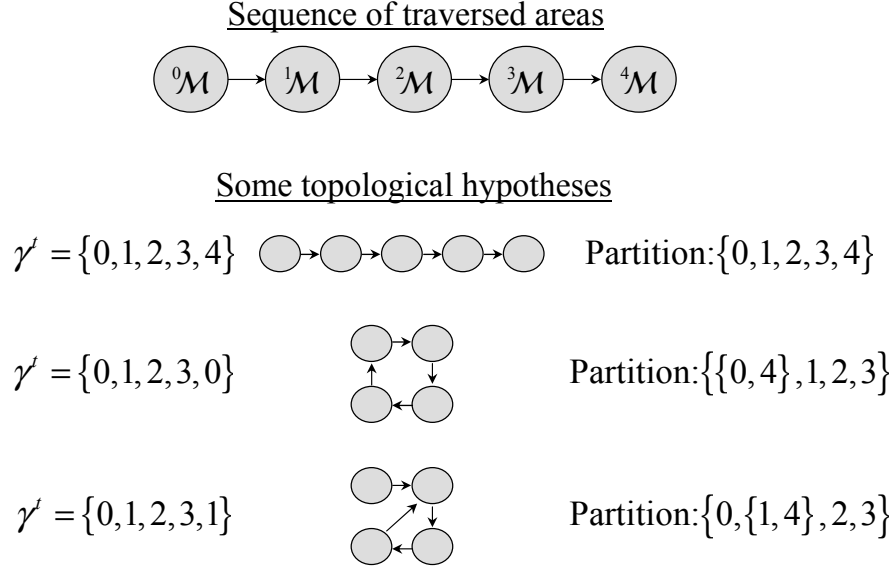 Sequence of traversed areas
⁰ℳ ¹ℳ ²ℳ ³ℳ ⁴ℳ
Some topological hypotheses
γᵗ = {0,1,2,3,4} Partition:{0,1,2,3,4}
γᵗ = {0,1,2,3,0} Partition:{{0,4},1,2,3}
γᵗ = {0,1,2,3,1} Partition:{0,{1,4},2,3}